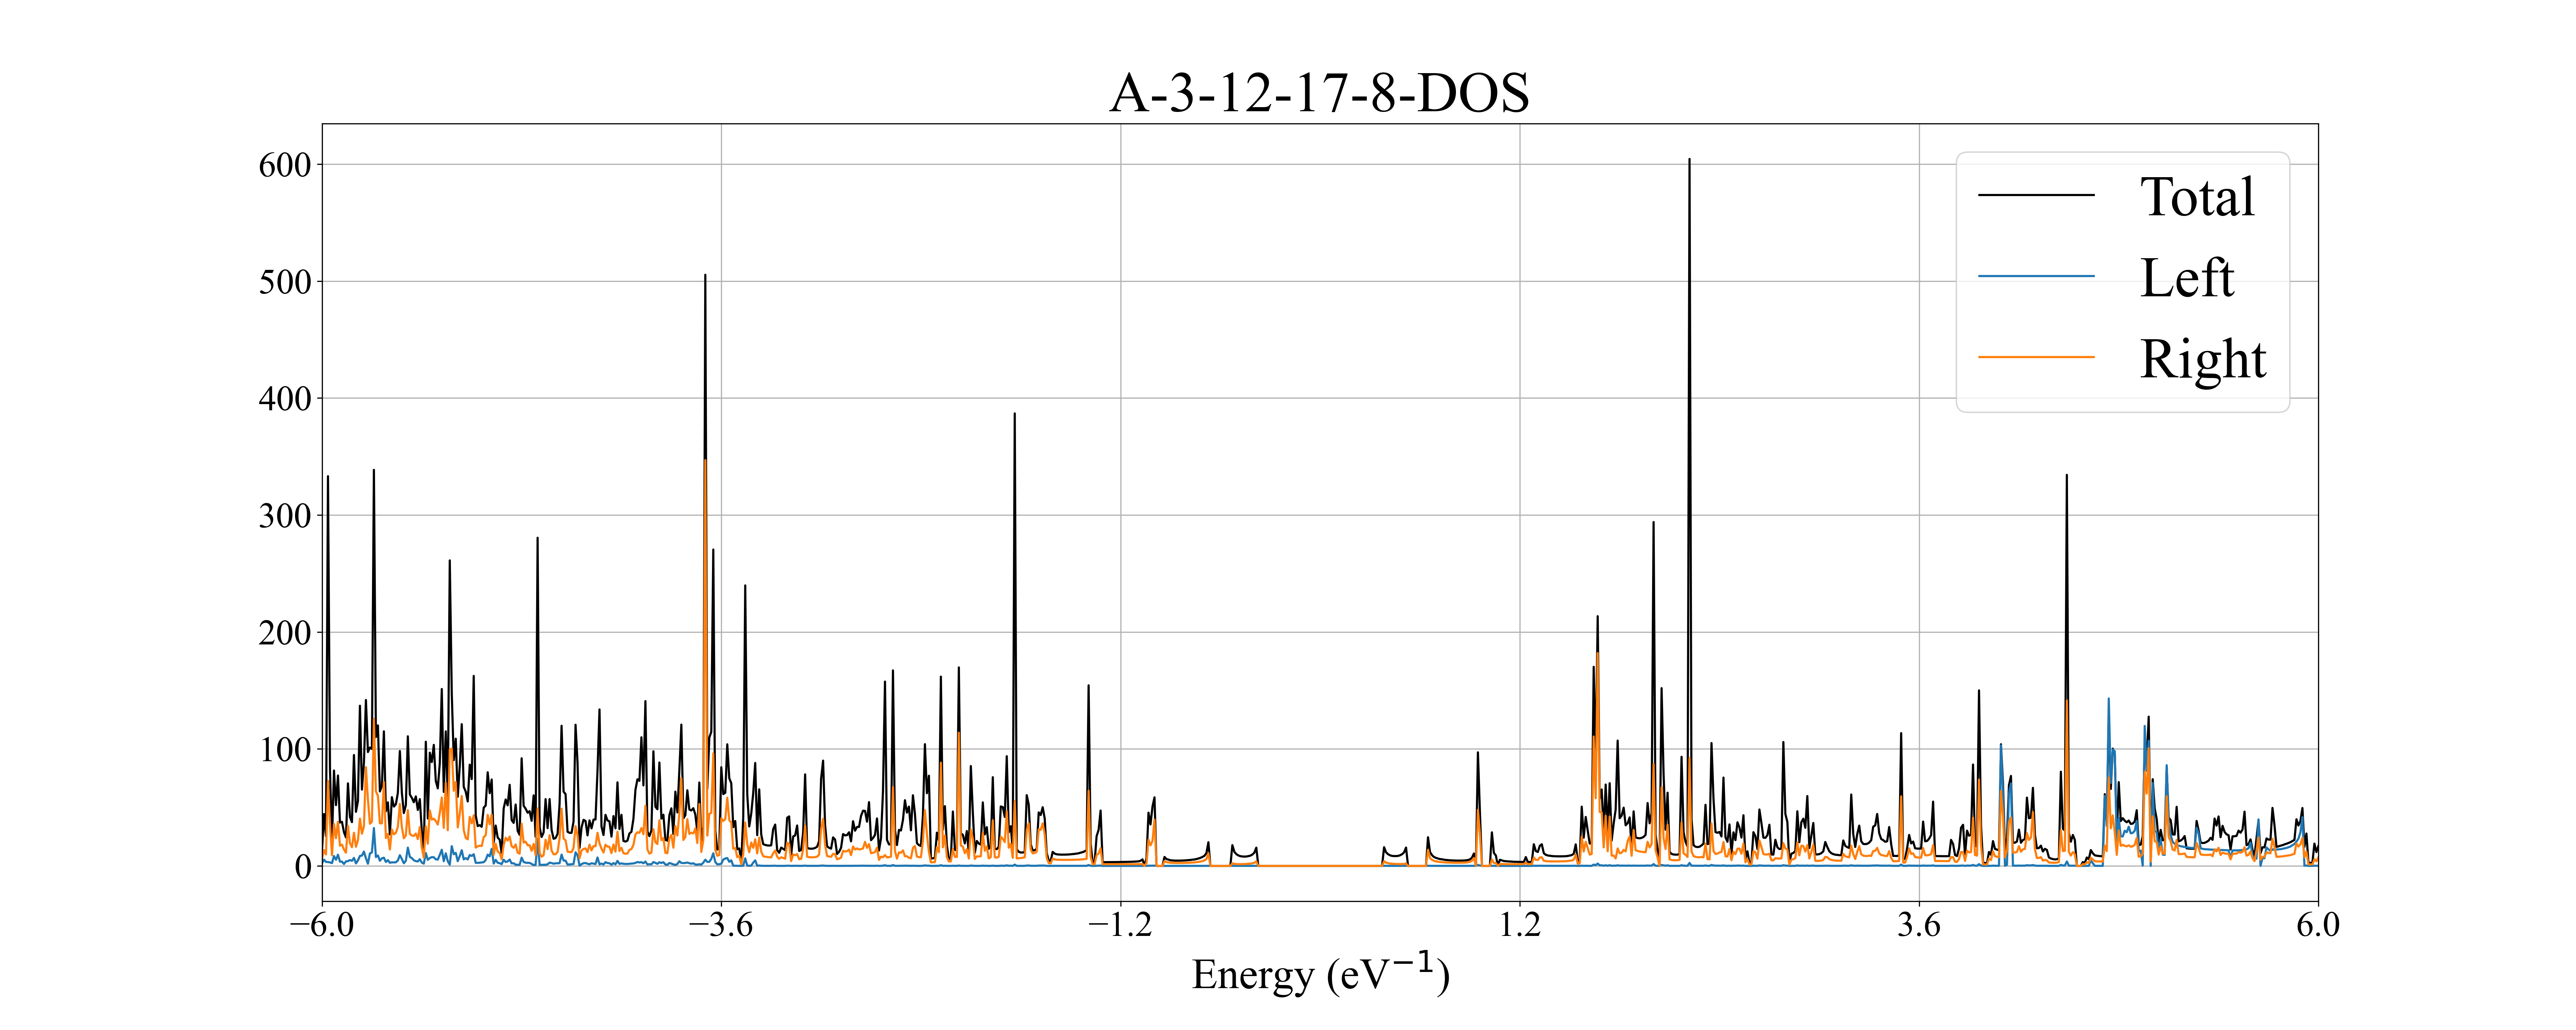 A-3-12-17-8-DOS
600
500
400
300
200
100
0
Total
Left
Right
−6.0
−3.6
−1.2
1.2
3.6
6.0
Energy (eV⁻¹)